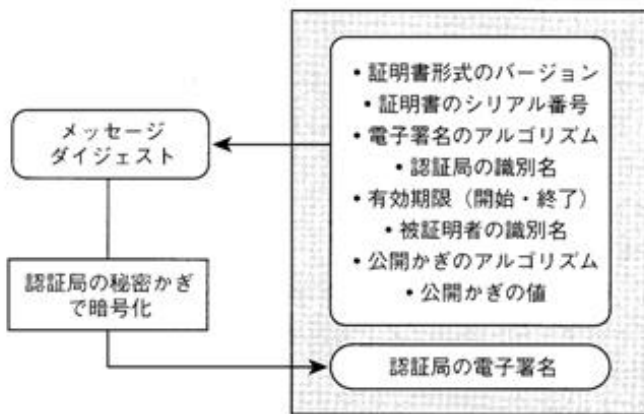 • 証明書形式のバージョン
• 証明書のシリアル番号
• 電子署名のアルゴリズム
• 認証局の識別名
• 有効期限（開始・終了）
• 被証明者の識別名
• 公開かぎのアルゴリズム
• 公開かぎの値
メッセージ
ダイジェスト
認証局の秘密かぎ
で暗号化
認証局の電子署名